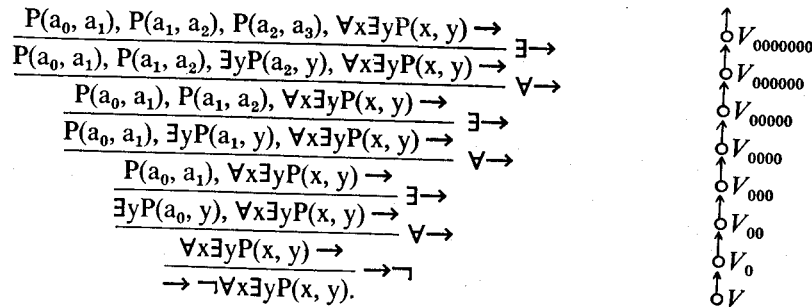 P(a₀, a₁), P(a₁, a₂), P(a₂, a₃), ∀x∃yP(x, y) →
∃→
P(a₀, a₁), P(a₁, a₂), ∃yP(a₂, y), ∀x∃yP(x, y) →
∀→
P(a₀, a₁), P(a₁, a₂), ∀x∃yP(x, y) →
∃→
P(a₀, a₁), ∃yP(a₁, y), ∀x∃yP(x, y) →
∀→
P(a₀, a₁), ∀x∃yP(x, y) →
∃→
∃yP(a₀, y), ∀x∃yP(x, y) →
∀→
∀x∃yP(x, y) →
→¬
→ ¬∀x∃yP(x, y).
V₀₀₀₀₀₀₀
V₀₀₀₀₀₀
V₀₀₀₀₀
V₀₀₀₀
V₀₀₀
V₀₀
V₀
V